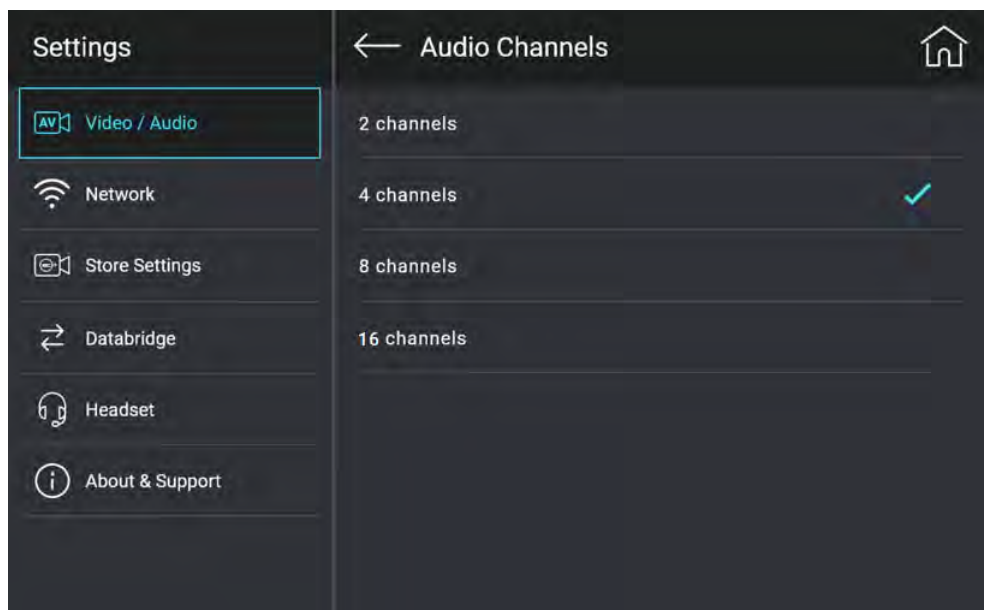 Settings
Audio Channels
AV
Video / Audio
Network
Store Settings
Databridge
Headset
About & Support
2 channels
4 channels
8 channels
16 channels